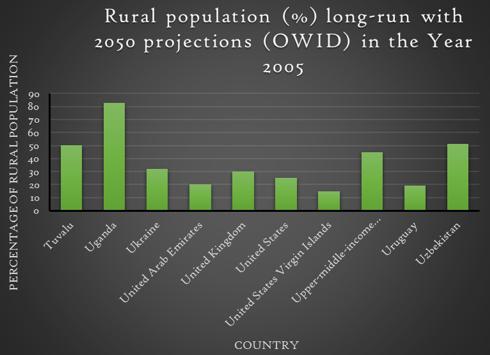 Rural population (%) long-run with
2050 projections (OWID) in the Year
2005
PERCENTAGE OF RURAL POPULATION
90
80
70
60
50
40
30
20
10
0
Tuvalu
Uganda
Ukraine
United Arab Emirates
United Kingdom
United States
United States Virgin Islands
Upper-middle-income...
Uruguay
Uzbekistan
COUNTRY